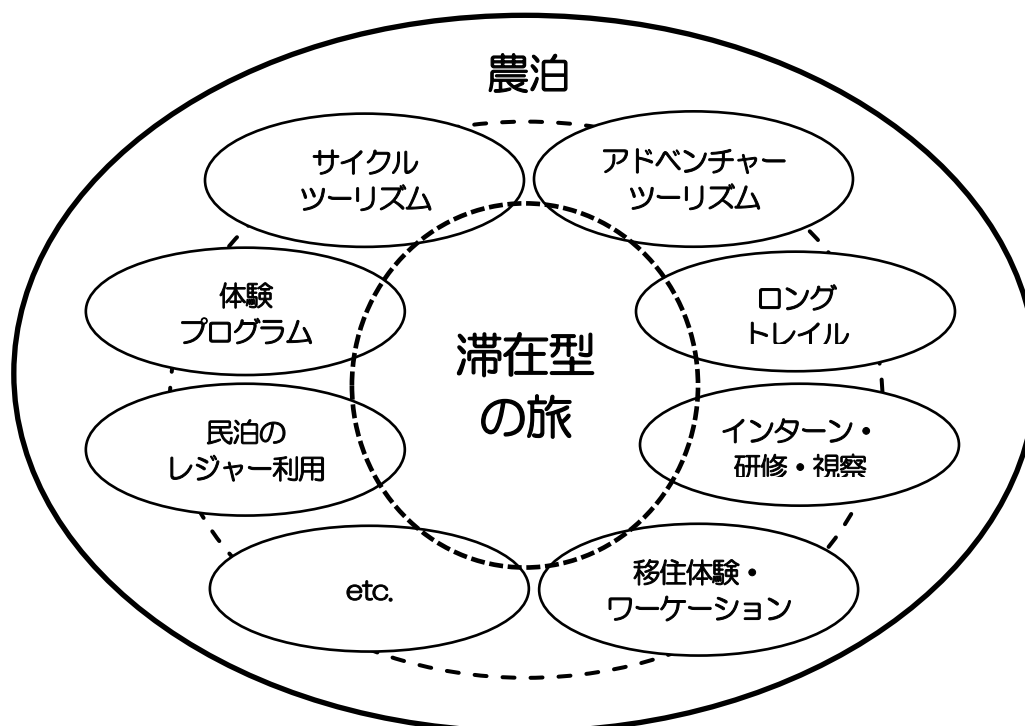 農泊
サイクル
ツーリズム
アドベンチャー
ツーリズム
体験
プログラム
ロング
トレイル
滞在型
の旅
民泊の
レジャー利用
インターン・
研修・視察
etc.
移住体験・
ワーケーション